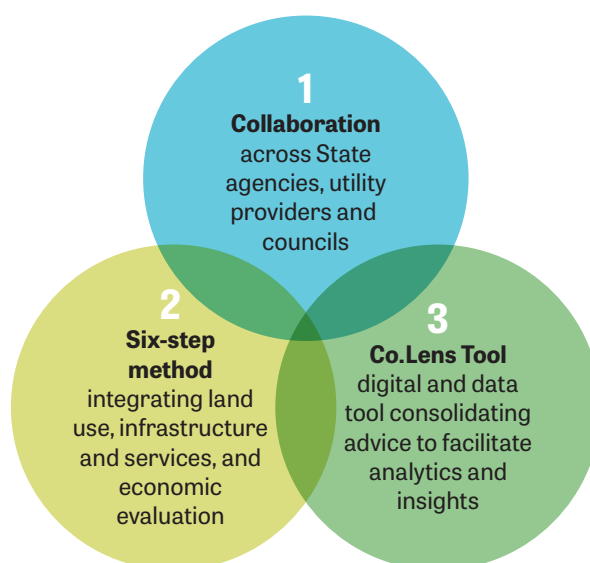 1
Collaboration
across State
agencies, utility
providers and
councils
2
Six-step
method
integrating land
use, infrastructure
and services, and
economic
evaluation
3
Co.Lens Tool
digital and data
tool consolidating
advice to facilitate
analytics and
insights